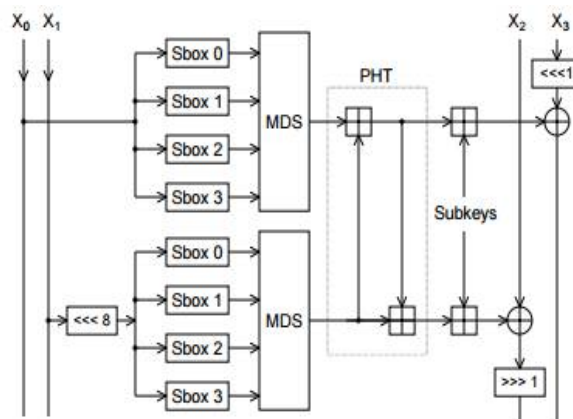 X0 X1 X2 X3
Sbox 0
<<<1
PHT
Sbox 1
MDS
Sbox 2
Sbox 3
Subkeys
Sbox 0
Sbox 1
<<< 8
MDS
Sbox 2
>>> 1
Sbox 3